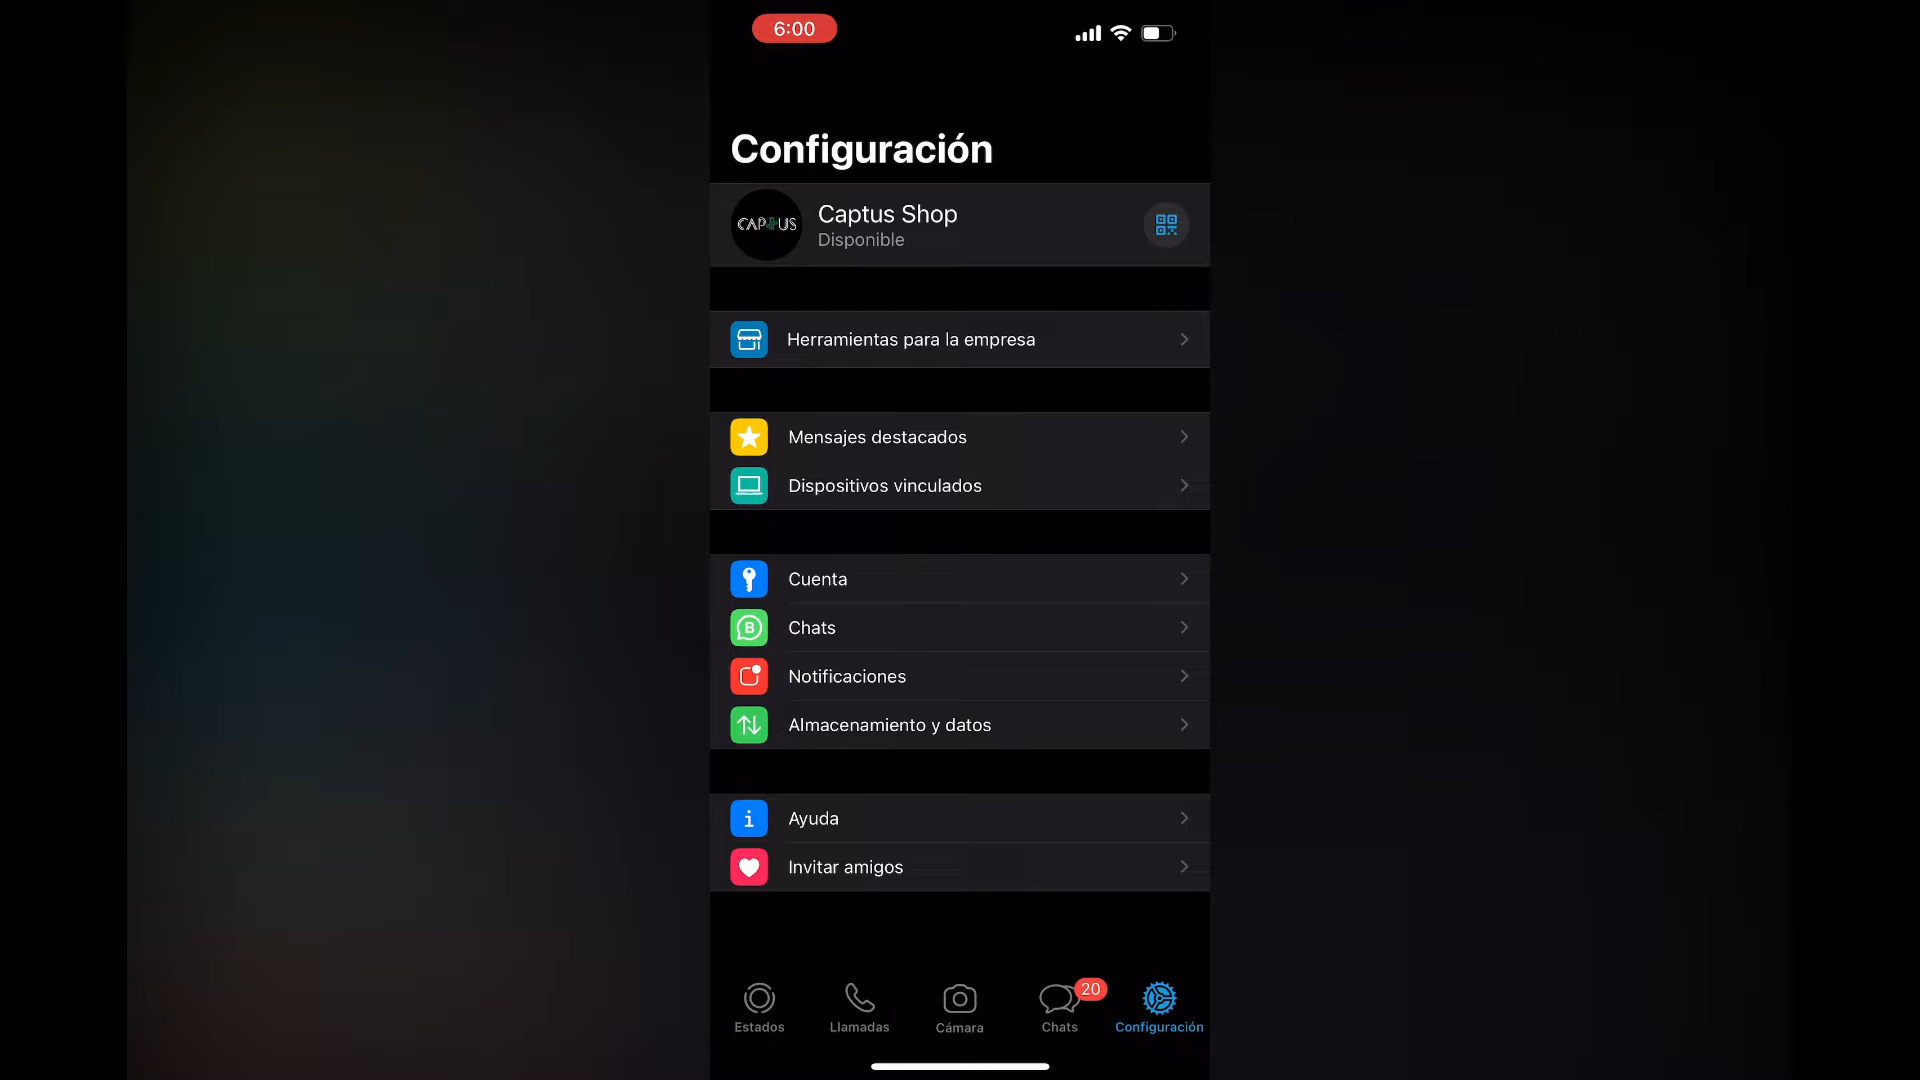 6:00
Configuración
CAPTUS
Captus Shop
Disponible
Herramientas para la empresa
Mensajes destacados
Dispositivos vinculados
Cuenta
Chats
Notificaciones
Almacenamiento y datos
Ayuda
Invitar amigos
20
Estados
Llamadas
Cámara
Chats
Configuración